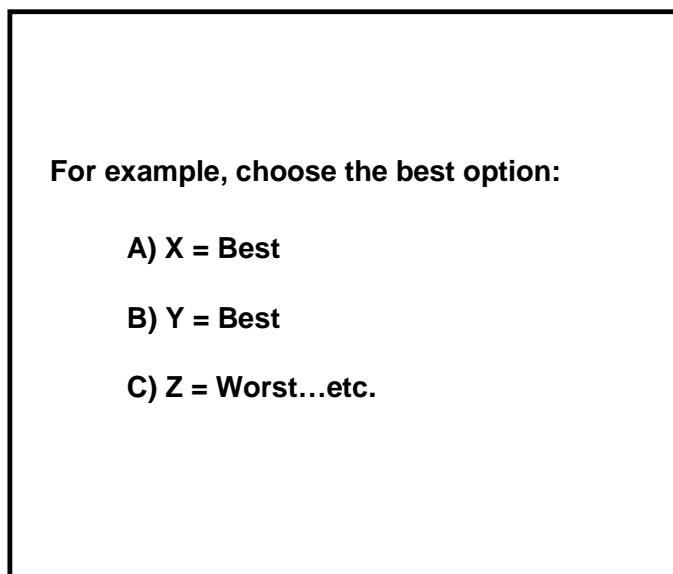 For example, choose the best option:
A) X = Best
B) Y = Best
C) Z = Worst…etc.